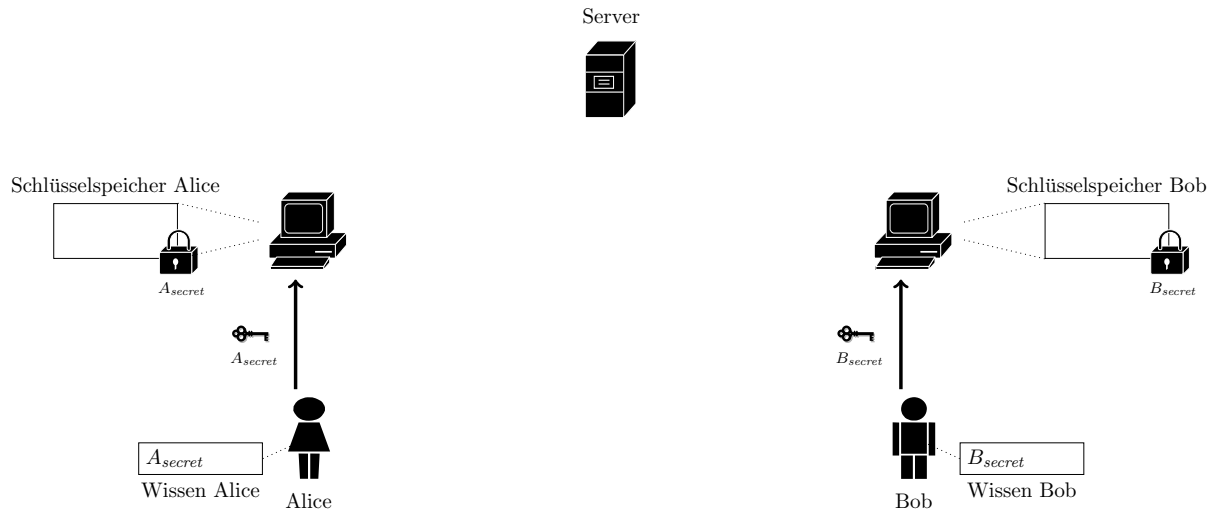 Server
Schlüsselspeicher Alice
Schlüsselspeicher Bob
A_secret
B_secret
A_secret
B_secret
A_secret
B_secret
Wissen Alice
Alice
Bob
Wissen Bob